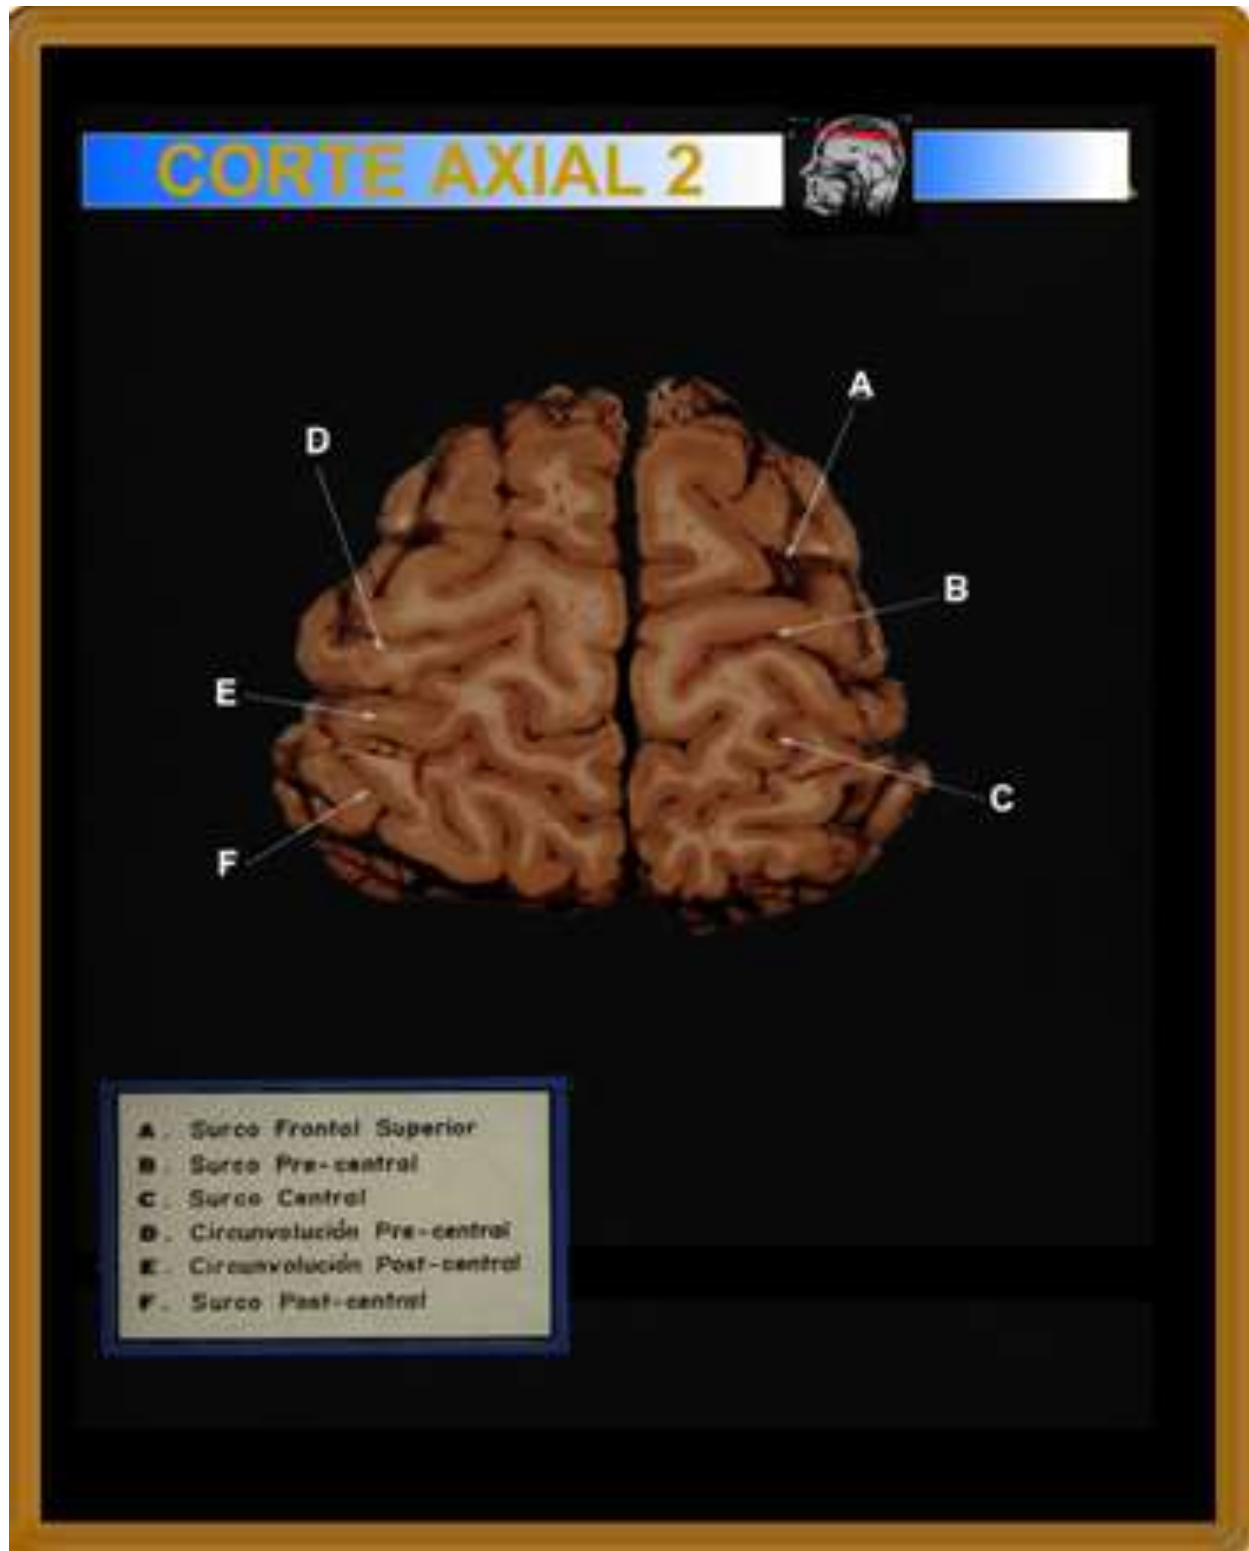 CORTE AXIAL 2
A
D
B
E
C
F
A. Surco Frontal Superior
B. Surco Pre-central
C. Surco Central
D. Circunvolución Pre-central
E. Circunvolución Post-central
F. Surco Post-central